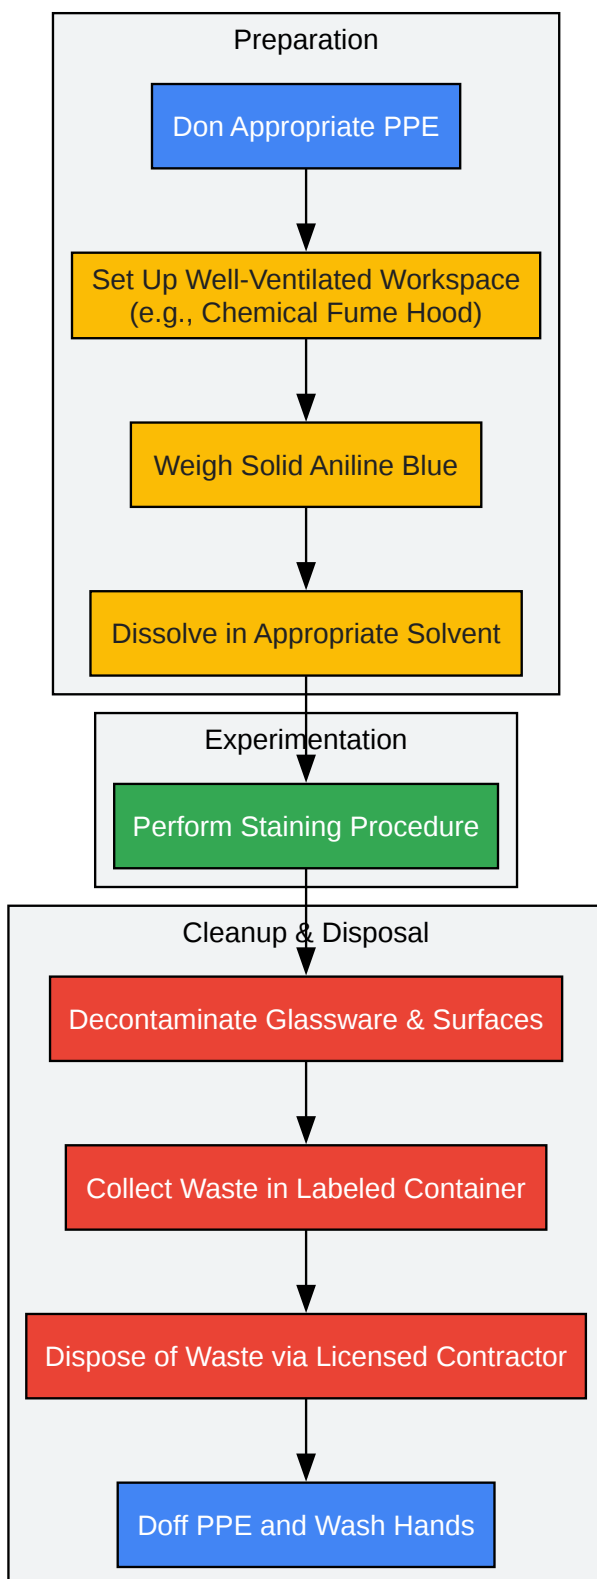 Preparation
Don Appropriate PPE
Set Up Well-Ventilated Workspace
(e.g., Chemical Fume Hood)
Weigh Solid Aniline Blue
Dissolve in Appropriate Solvent
Experimentation
Perform Staining Procedure
Cleanup & Disposal
Decontaminate Glassware & Surfaces
Collect Waste in Labeled Container
Dispose of Waste via Licensed Contractor
Doff PPE and Wash Hands